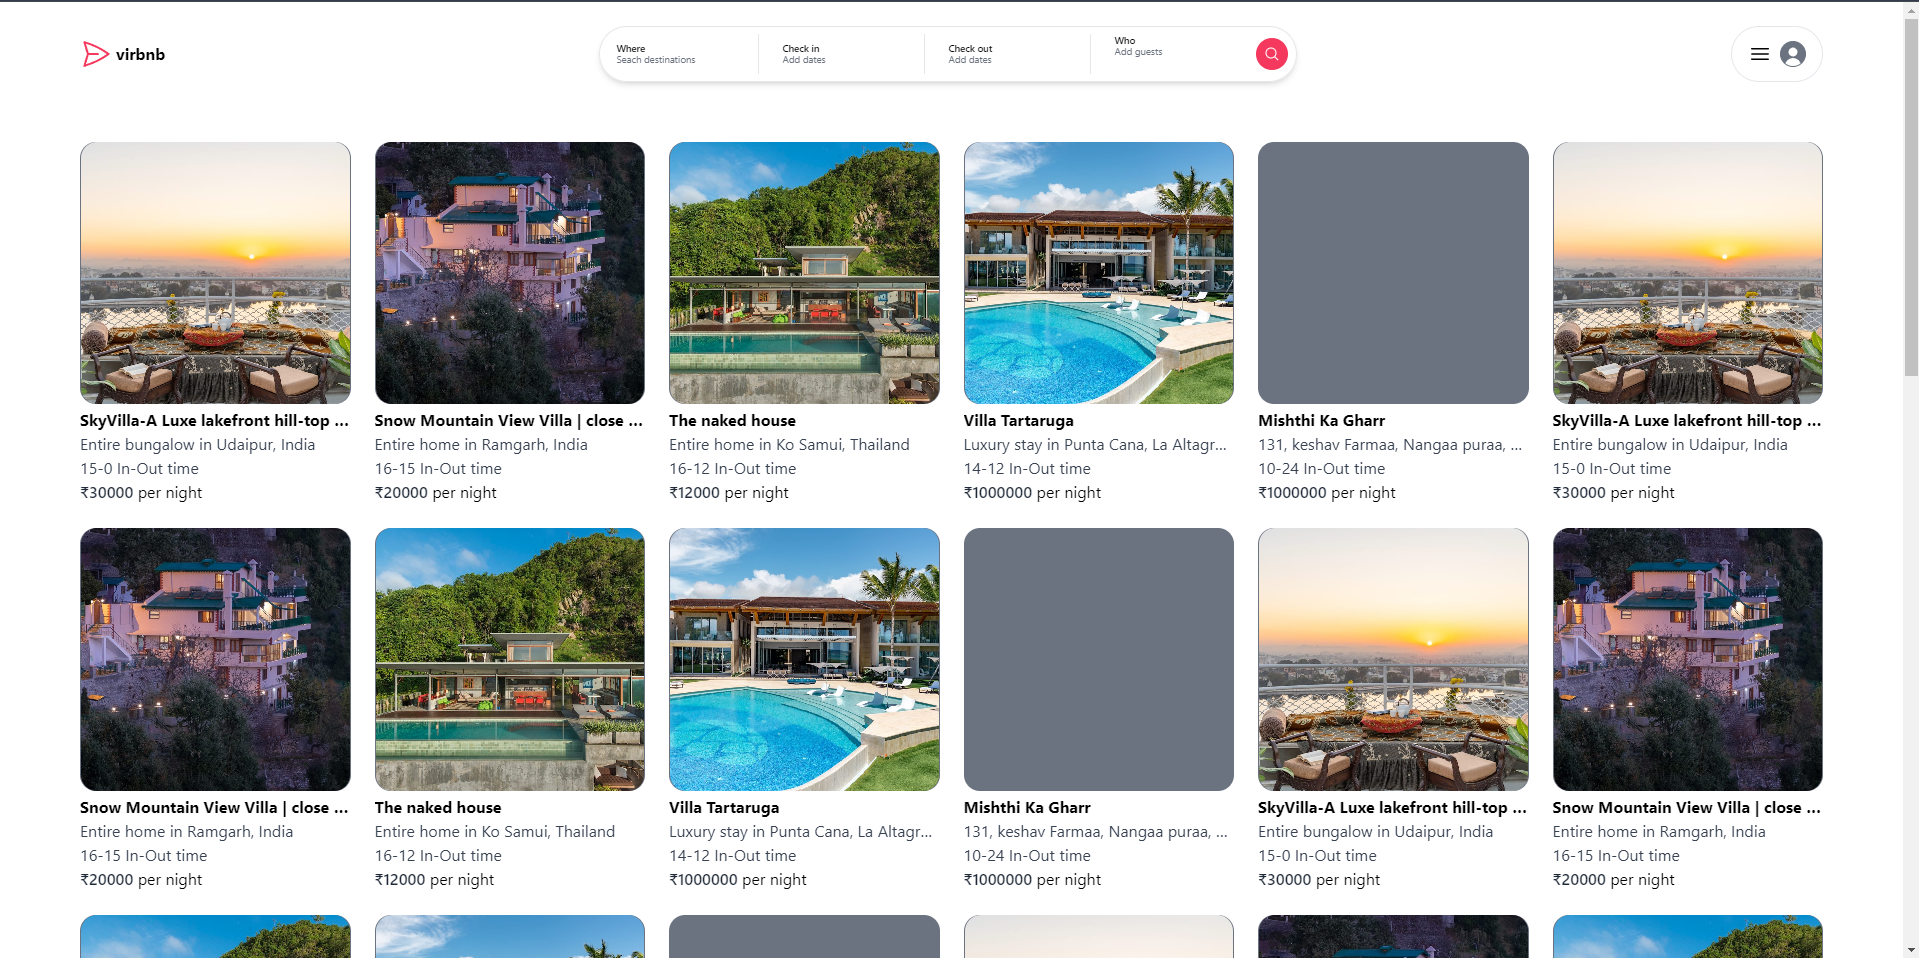 virbnb
Where
Seach destinations
Check in
Add dates
Check out
Add dates
Who
Add guests
SkyVilla-A Luxe lakefront hill-top ...
Entire bungalow in Udaipur, India
15-0 In-Out time
₹30000 per night
Snow Mountain View Villa | close ...
Entire home in Ramgarh, India
16-15 In-Out time
₹20000 per night
The naked house
Entire home in Ko Samui, Thailand
16-12 In-Out time
₹12000 per night
Villa Tartaruga
Luxury stay in Punta Cana, La Altagr...
14-12 In-Out time
₹1000000 per night
Mishthi Ka Gharr
131, keshav Farmaa, Nangaa puraa, ...
10-24 In-Out time
₹1000000 per night
SkyVilla-A Luxe lakefront hill-top ...
Entire bungalow in Udaipur, India
15-0 In-Out time
₹30000 per night
Snow Mountain View Villa | close ...
Entire home in Ramgarh, India
16-15 In-Out time
₹20000 per night
The naked house
Entire home in Ko Samui, Thailand
16-12 In-Out time
₹12000 per night
Villa Tartaruga
Luxury stay in Punta Cana, La Altagr...
14-12 In-Out time
₹1000000 per night
Mishthi Ka Gharr
131, keshav Farmaa, Nangaa puraa, ...
10-24 In-Out time
₹1000000 per night
SkyVilla-A Luxe lakefront hill-top ...
Entire bungalow in Udaipur, India
15-0 In-Out time
₹30000 per night
Snow Mountain View Villa | close ...
Entire home in Ramgarh, India
16-15 In-Out time
₹20000 per night